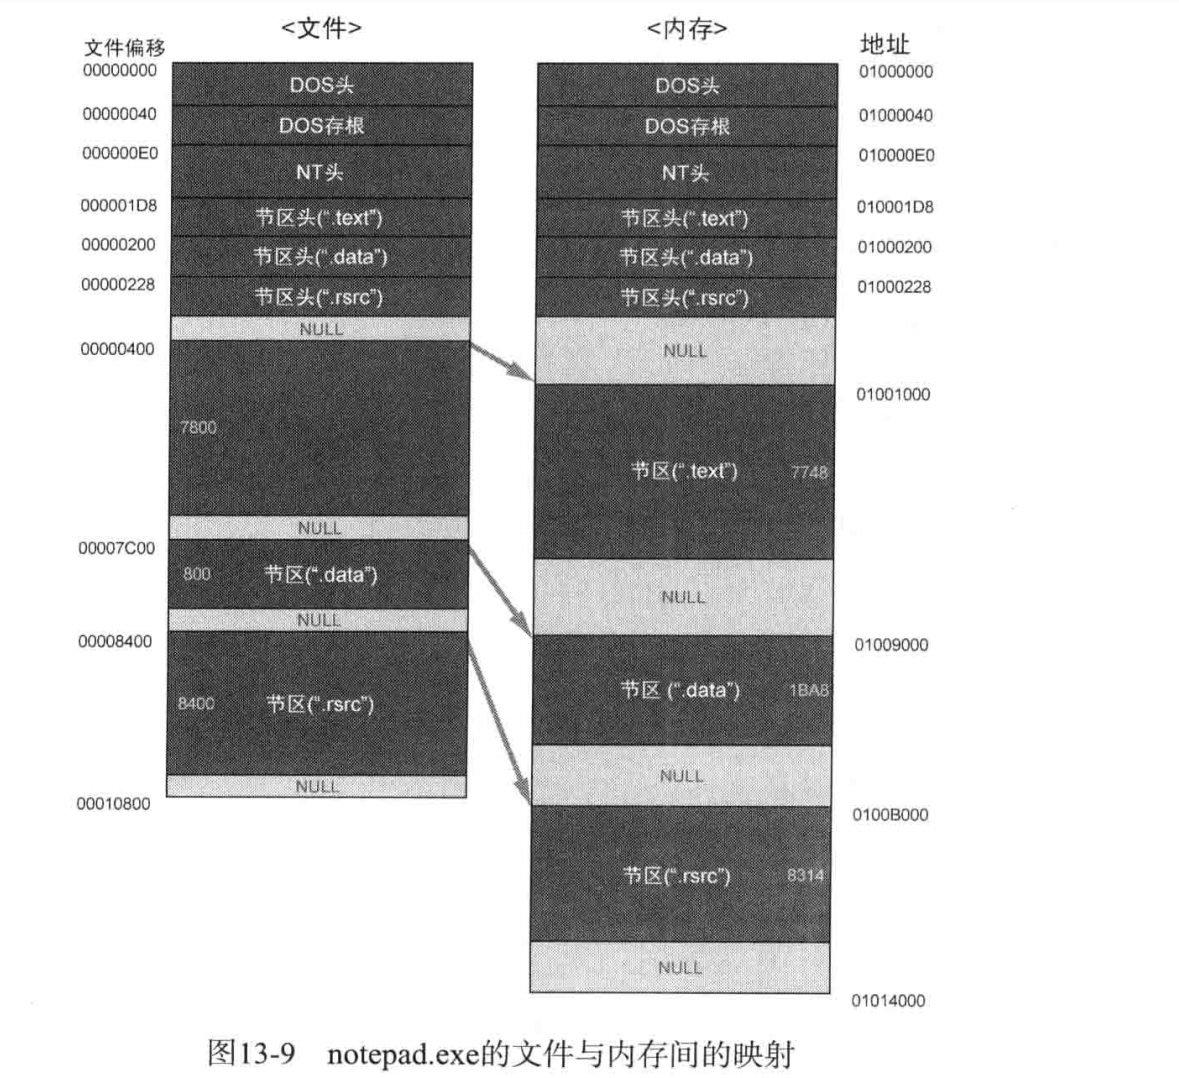 <文件>
<内存>
文件偏移
地址
00000000
DOS头
DOS头
01000000
00000040
DOS存根
DOS存根
01000040
000000E0
NT头
NT头
010000E0
000001D8
节区头(“.text”)
节区头(“.text”)
010001D8
00000200
节区头(“.data”)
节区头(“.data”)
01000200
00000228
节区头(“.rsrc”)
节区头(“.rsrc”)
01000228
NULL
NULL
00000400
01001000
7800
节区(“.text”)
7748
NULL
00007C00
NULL
800
节区(“.data”)
NULL
00008400
01009000
8400
节区(“.rsrc”)
节区 (“.data”)
1BA8
NULL
NULL
00010800
0100B000
节区(“.rsrc”)
8314
NULL
01014000
图13-9 notepad.exe的文件与内存间的映射